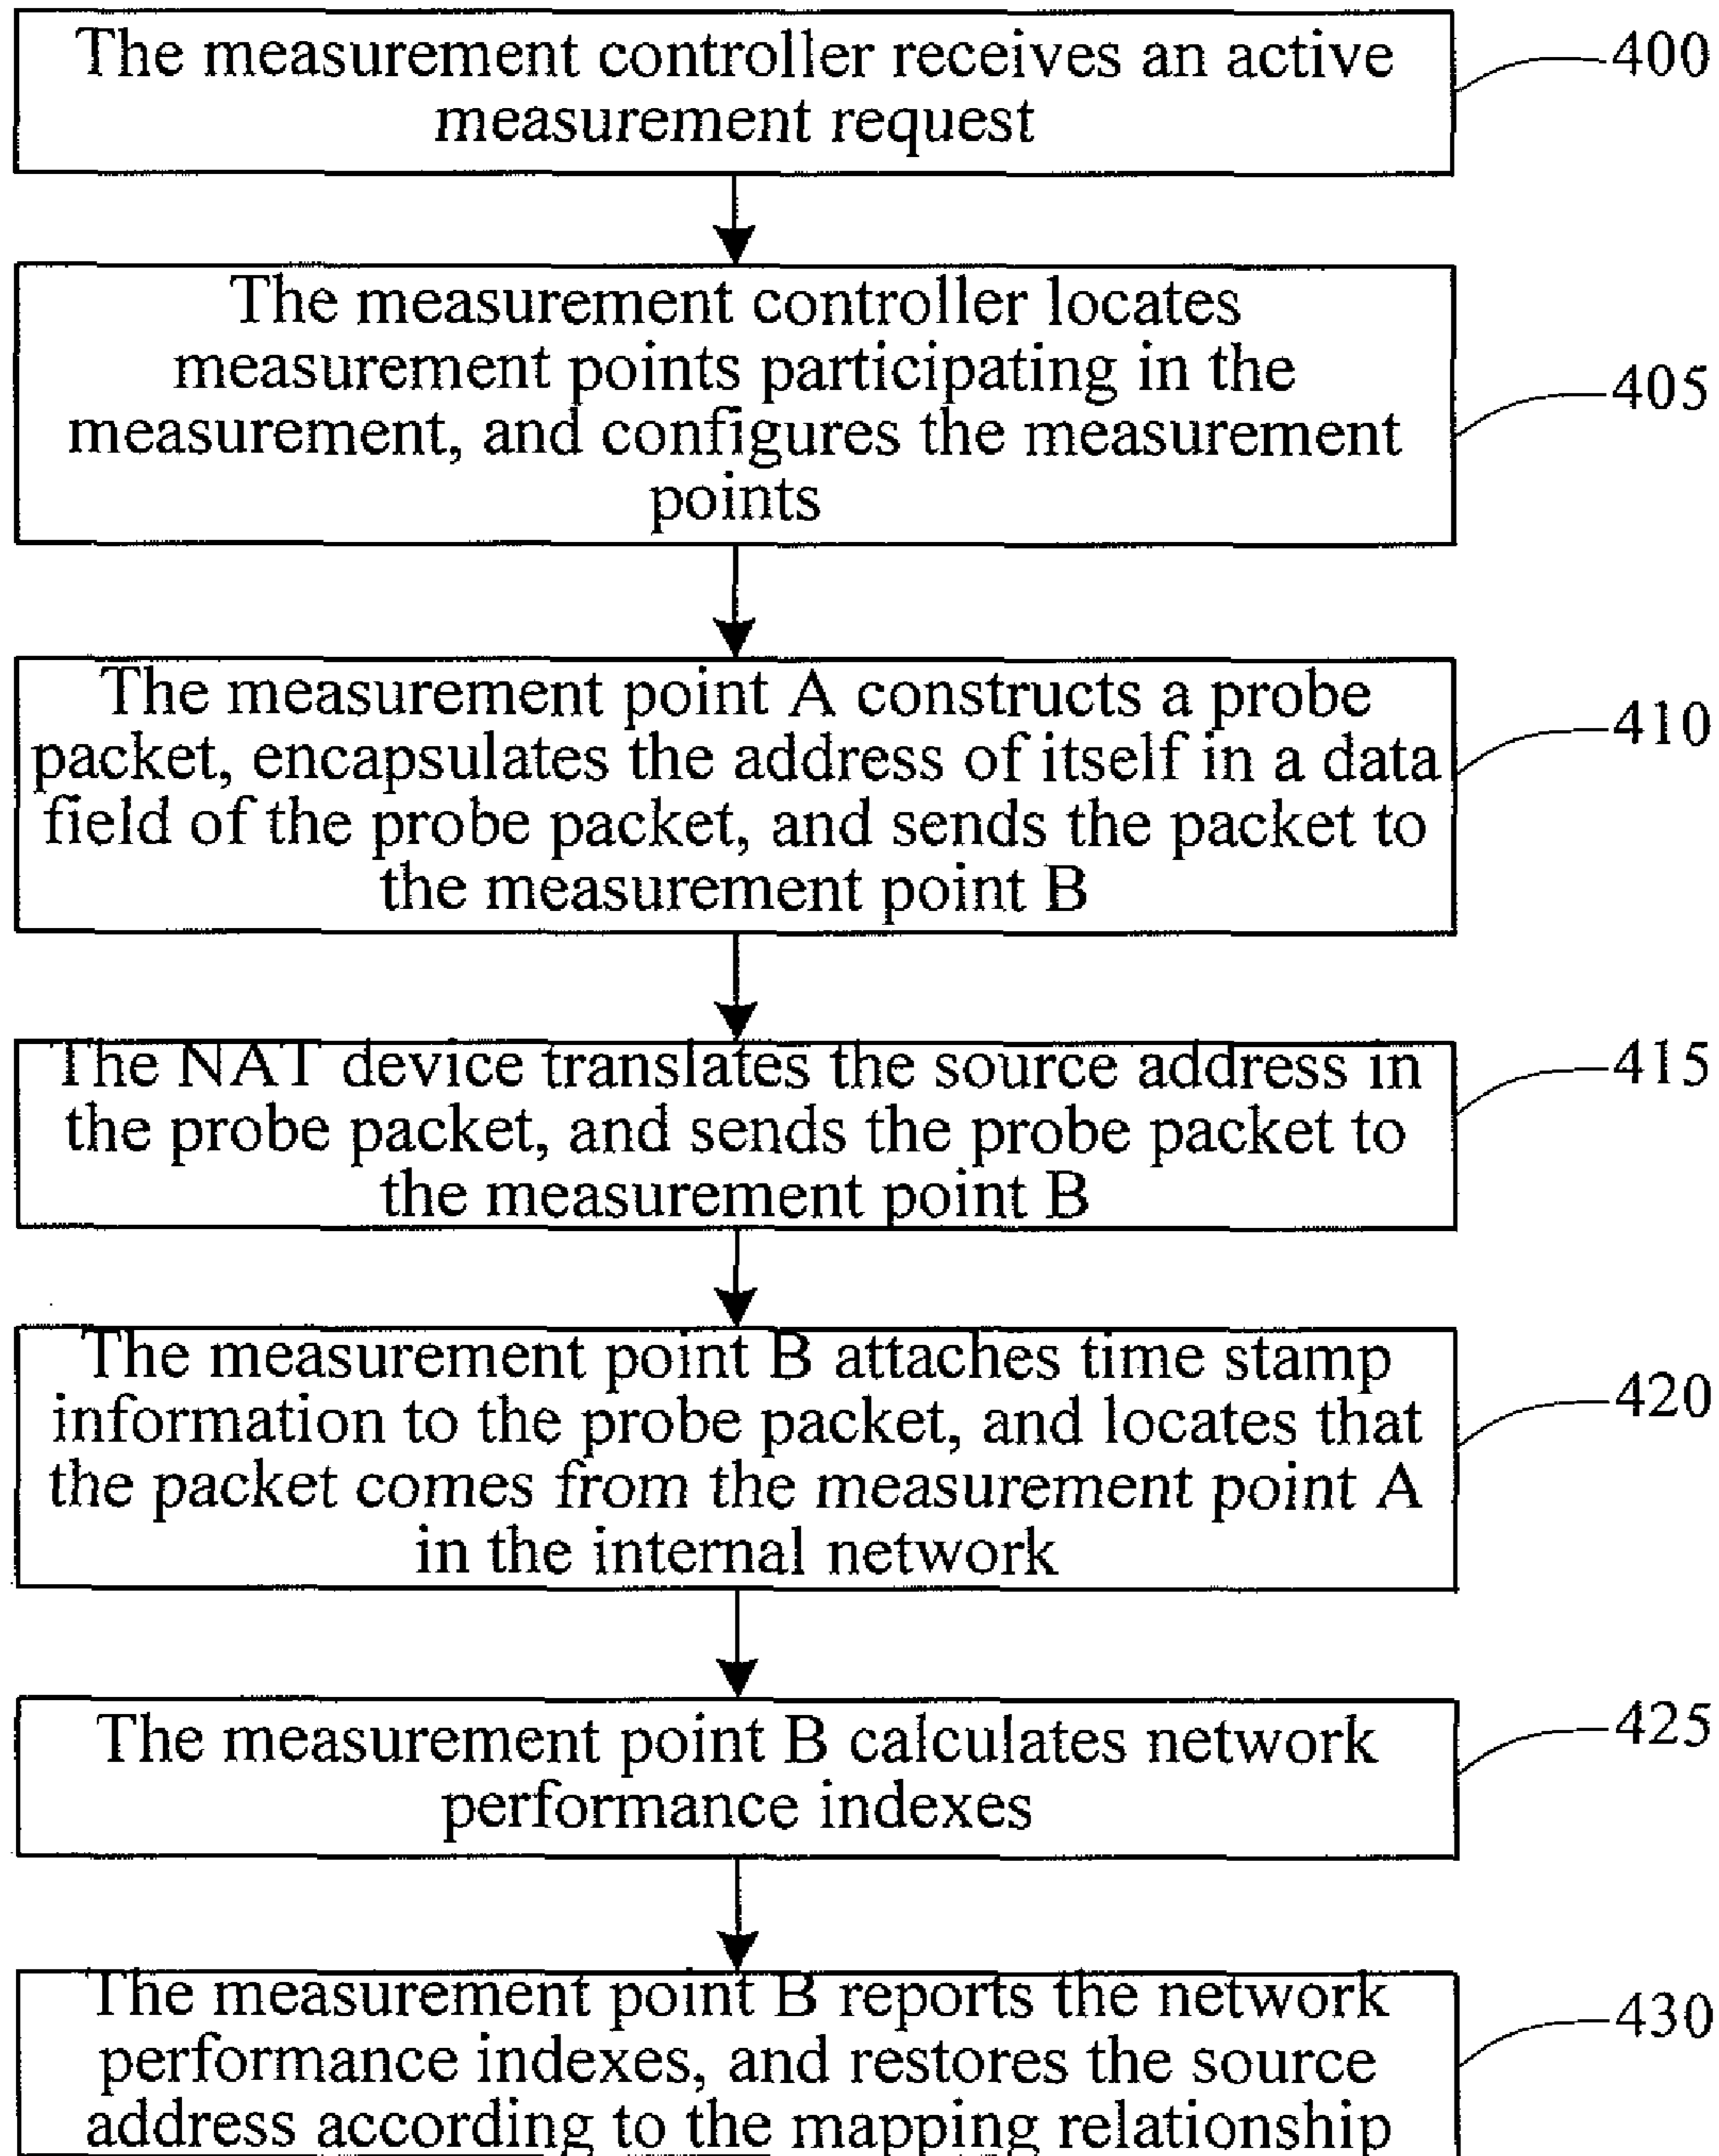 The measurement controller receives an active
measurement request
400
The measurement controller locates
measurement points participating in the
measurement, and configures the measurement
points
405
The measurement point A constructs a probe
packet, encapsulates the address of itself in a data
field of the probe packet, and sends the packet to
the measurement point B
410
The NAT device translates the source address in
the probe packet, and sends the probe packet to
the measurement point B
415
The measurement point B attaches time stamp
information to the probe packet, and locates that
the packet comes from the measurement point A
in the internal network
420
The measurement point B calculates network
performance indexes
425
The measurement point B reports the network
performance indexes, and restores the source
address according to the mapping relationship
430